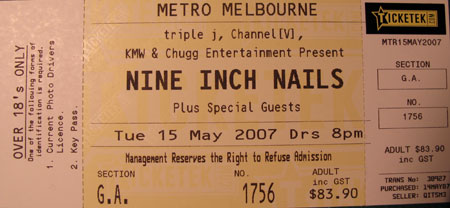 OVER 18's ONLY
One of the following forms of
identification is required.
1. Current Photo Drivers
Licence.
2. Key Pass.
METRO MELBOURNE
triple j, Channel[V],
KMW & Chugg Entertainment Present
NINE INCH NAILS
Plus Special Guests
Tue 15 May 2007 Drs 8pm
Management Reserves the Right to Refuse Admission
SECTION
G.A.
NO.
1756
ADULT
inc GST
$83.90
TICKETEK
MTR15MAY2007
SECTION
G.A.
NO.
1756
ADULT $83.90
inc GST
TRANS No: 30927
PURCHASED: 14MAY07
SELLER: GITSM3